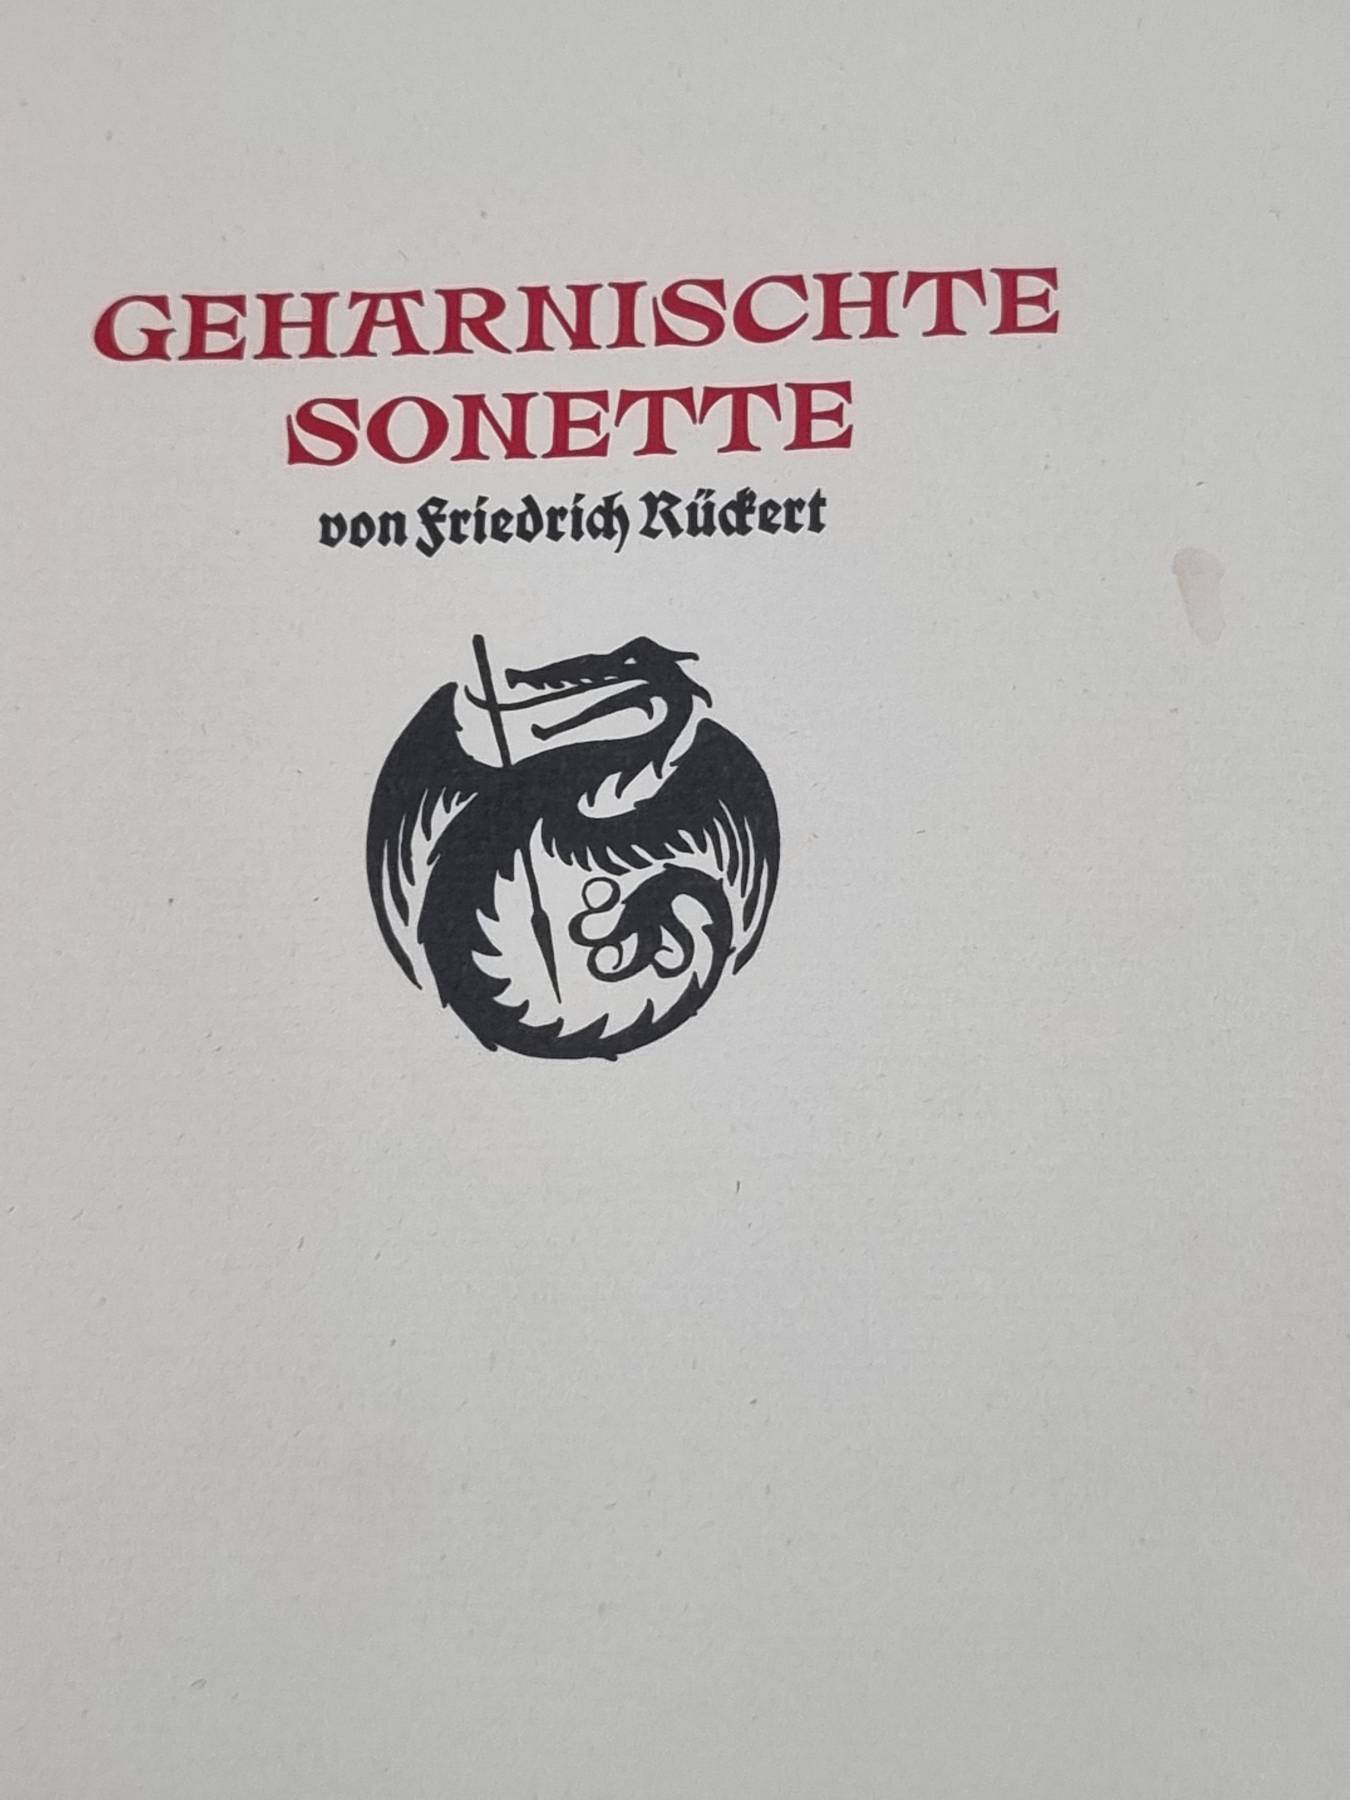 GEHARNISCHTE
SONETTE
von Friedrich Rückert